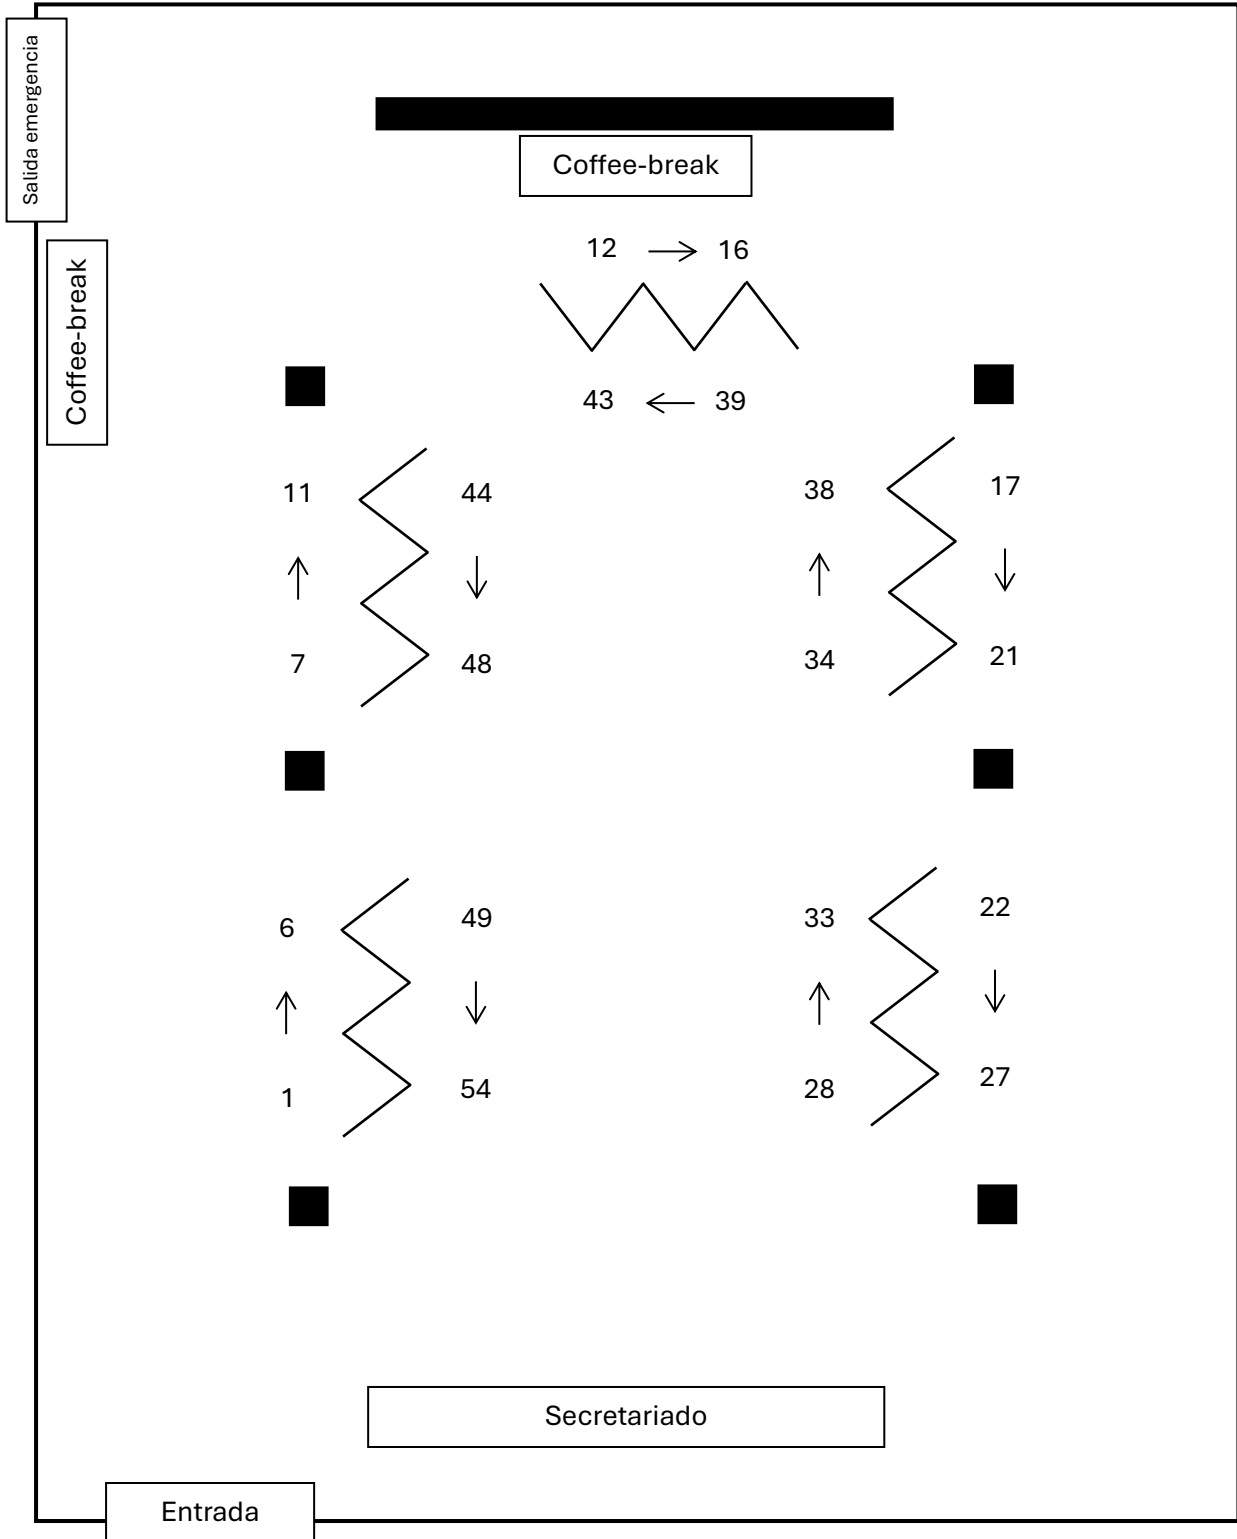 Salida emergencia
Coffee-break
Coffee-break
12 → 16
43 ← 39
11 44 38 17
↑ ↓ ↑ ↓
7 48 34 21
6 49 33 22
↑ ↓ ↑ ↓
1 54 28 27
Secretariado
Entrada